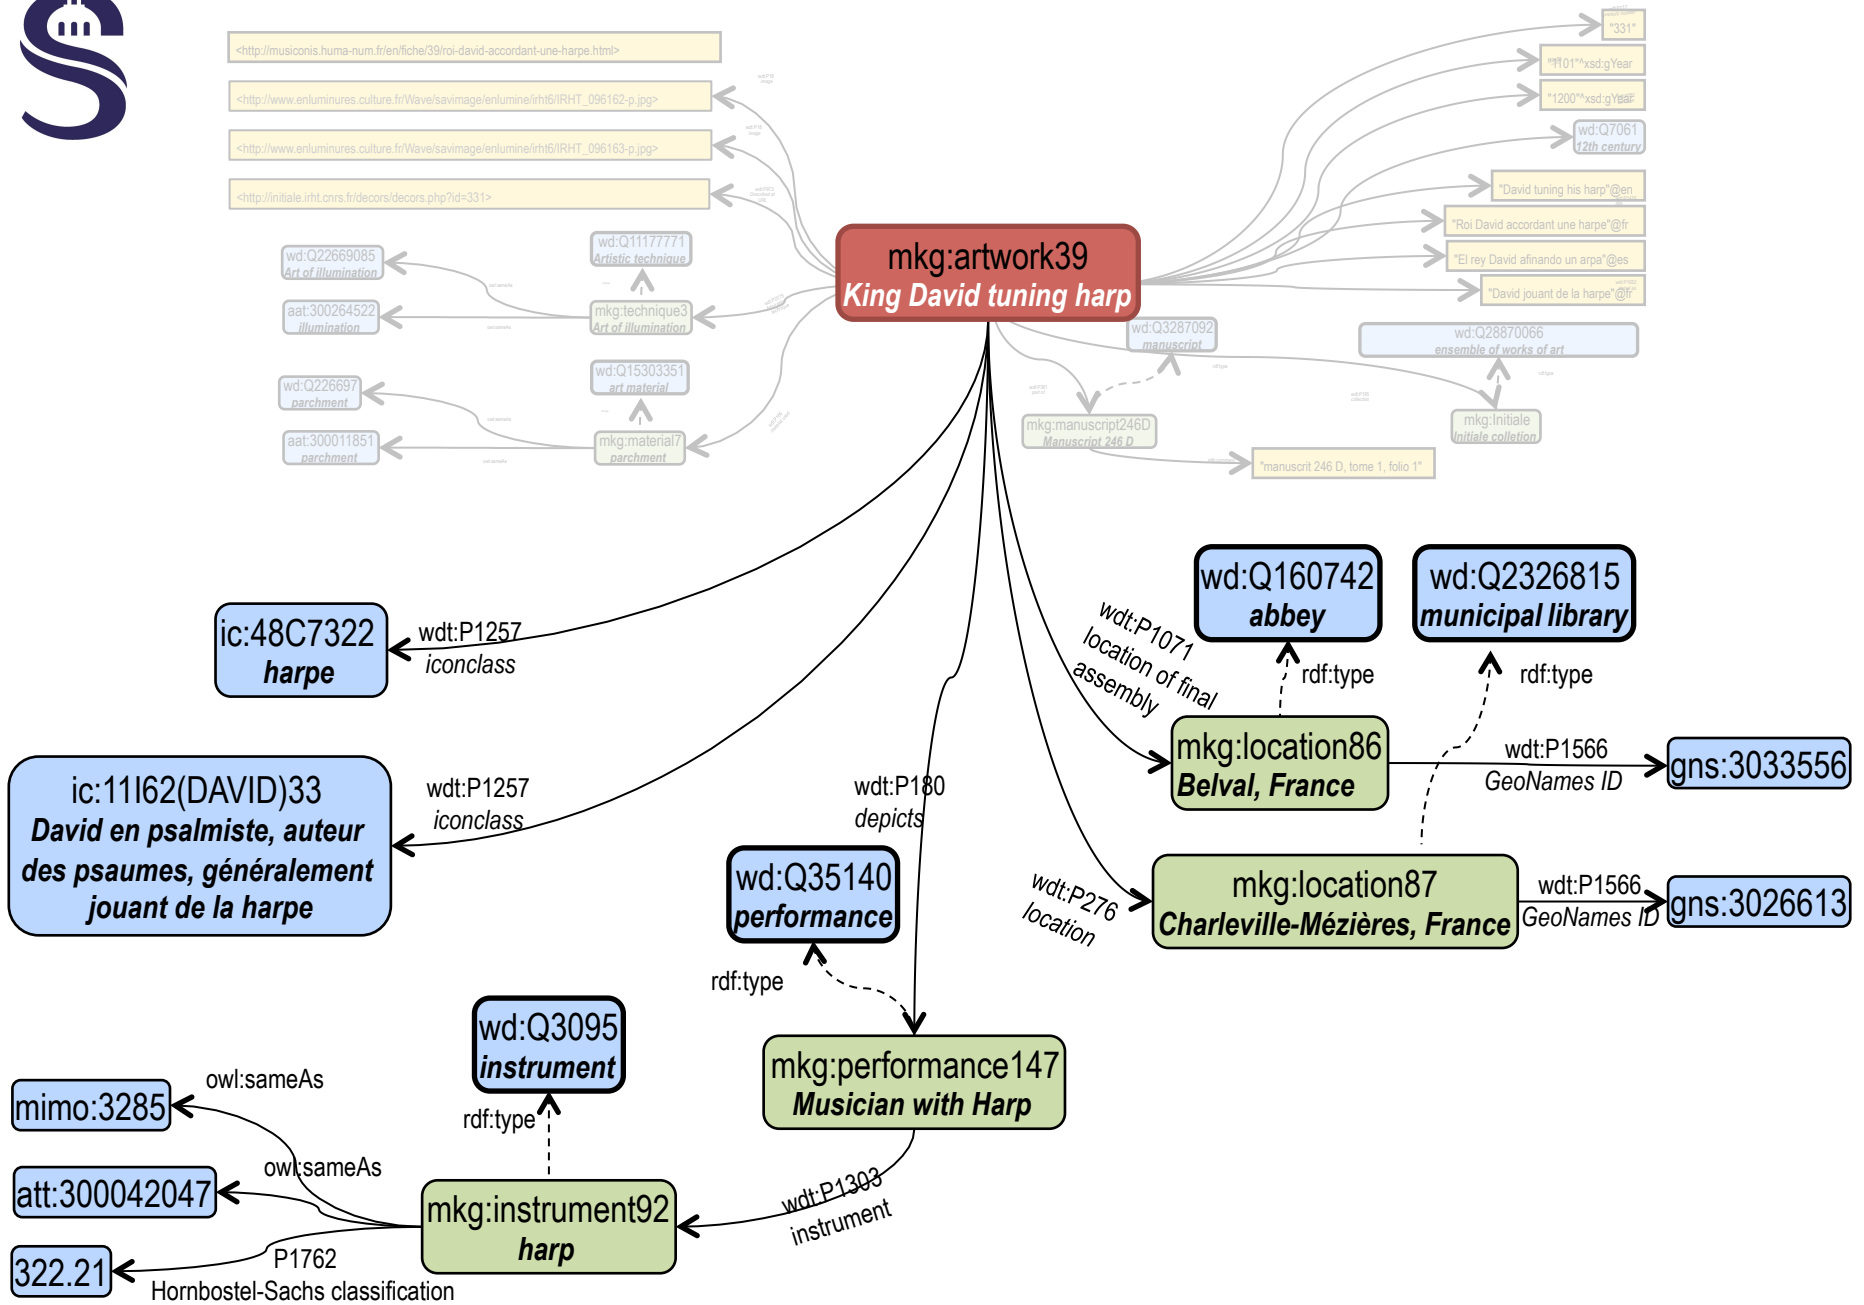 <http://musiconis.huma-num.fr/en/fiche/39/roi-david-accordant-une-harpe.html>
<http://www.enluminures.culture.fr/Wave/savimage/enlumine/irht6/IRHT_096162-p.jpg>
<http://www.enluminures.culture.fr/Wave/savimage/enlumine/irht6/IRHT_096163-p.jpg>
<http://initiale.irht.cnrs.fr/decors/decors.php?id=331>
"331"
"1101"^xsd:gYear
"1200"^xsd:gYear
wd:Q7061
12th century
"David tuning his harp"@en
"Roi David accordant une harpe"@fr
"El rey David afinando un arpa"@es
"David jouant de la harpe"@fr
mkg:artwork39
King David tuning harp
wd:Q22669085
Art of illumination
wd:Q11177771
Artistic technique
aat:300264522
illumination
mkg:technique3
Art of illumination
wd:Q226697
parchment
wd:Q15303351
art material
aat:300011851
parchment
mkg:material7
parchment
wd:Q3287092
manuscript
wd:Q28870066
ensemble of works of art
rdf:type
rdf:type
mkg:manuscript246D
Manuscript 246 D
mkg:Initiale
Initiale colletion
"manuscrit 246 D, tome 1, folio 1"
ic:48C7322
harpe
wdt:P1257
iconclass
wd:Q160742
abbey
wd:Q2326815
municipal library
wdt:P1071
location of final
assembly
rdf:type
rdf:type
mkg:location86
Belval, France
wdt:P1566
GeoNames ID
gns:3033556
ic:11I62(DAVID)33
David en psalmiste, auteur
des psaumes, généralement
jouant de la harpe
wdt:P1257
iconclass
wdt:P180
depicts
mkg:location87
Charleville-Mézières, France
wdt:P276
location
wdt:P1566
GeoNames ID
gns:3026613
wd:Q35140
performance
rdf:type
mkg:performance147
Musician with Harp
wd:Q3095
instrument
rdf:type
wdt:P1303
instrument
mkg:instrument92
harp
owl:sameAs
mimo:3285
owl:sameAs
att:300042047
P1762
Hornbostel-Sachs classification
322.21